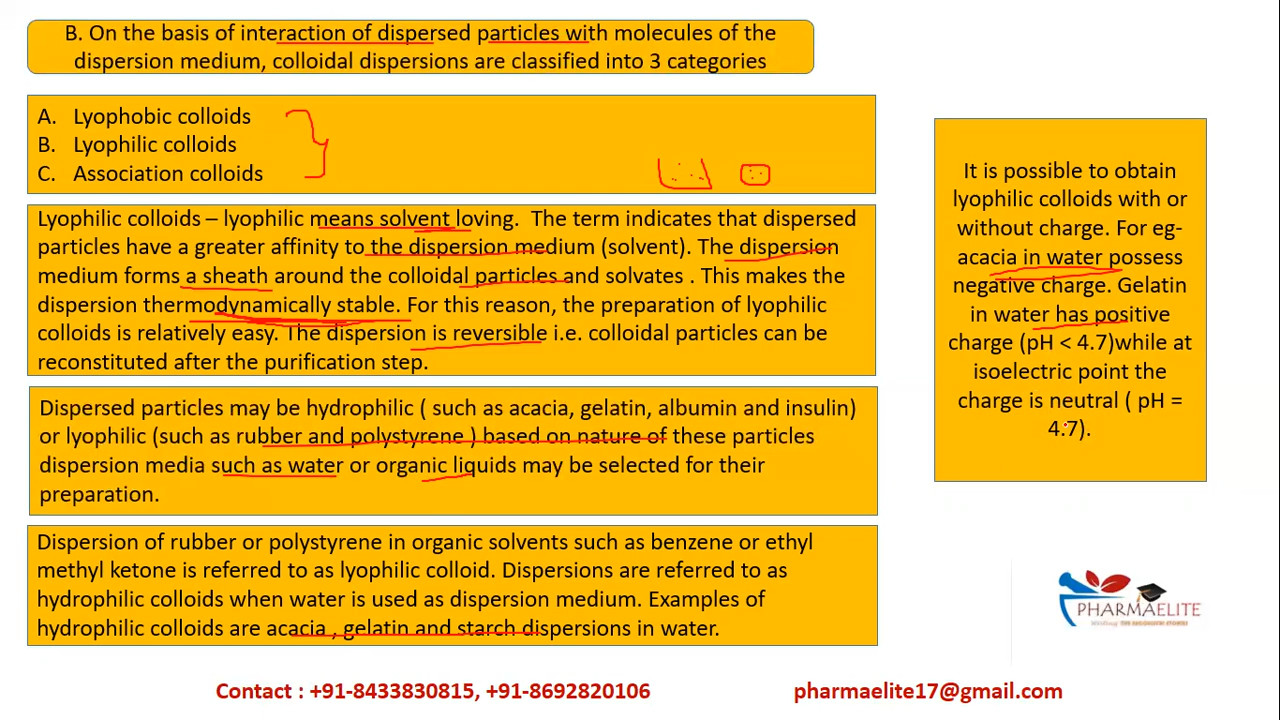 B. On the basis of interaction of dispersed particles with molecules of the
dispersion medium, colloidal dispersions are classified into 3 categories
A. Lyophobic colloids
B. Lyophilic colloids
C. Association colloids
Lyophilic colloids – lyophilic means solvent loving. The term indicates that dispersed
particles have a greater affinity to the dispersion medium (solvent). The dispersion
medium forms a sheath around the colloidal particles and solvates . This makes the
dispersion thermodynamically stable. For this reason, the preparation of lyophilic
colloids is relatively easy. The dispersion is reversible i.e. colloidal particles can be
reconstituted after the purification step.
Dispersed particles may be hydrophilic ( such as acacia, gelatin, albumin and insulin)
or lyophilic (such as rubber and polystyrene ) based on nature of these particles
dispersion media such as water or organic liquids may be selected for their
preparation.
Dispersion of rubber or polystyrene in organic solvents such as benzene or ethyl
methyl ketone is referred to as lyophilic colloid. Dispersions are referred to as
hydrophilic colloids when water is used as dispersion medium. Examples of
hydrophilic colloids are acacia , gelatin and starch dispersions in water.
It is possible to obtain
lyophilic colloids with or
without charge. For eg-
acacia in water possess
negative charge. Gelatin
in water has positive
charge (pH < 4.7)while at
isoelectric point the
charge is neutral ( pH =
4.7).
PHARMAELITE
Contact : +91-8433830815, +91-8692820106
pharmaelite17@gmail.com